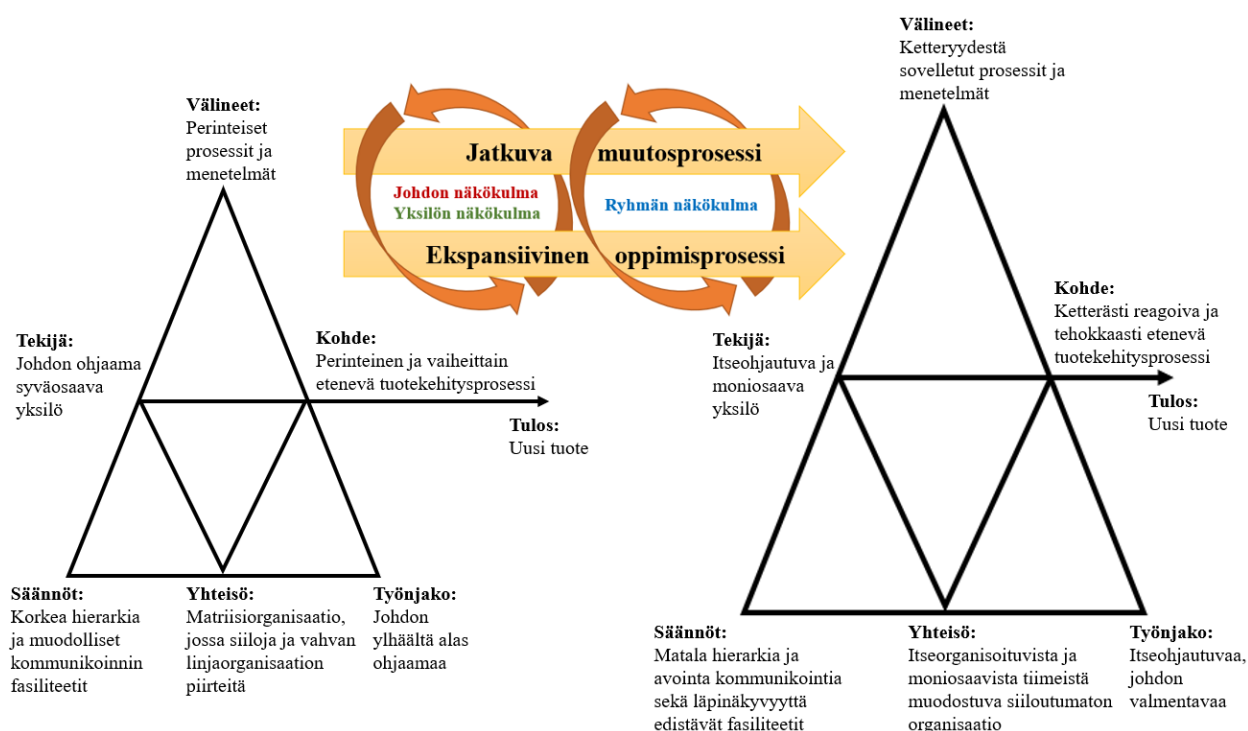 Välineet:
Perinteiset
prosessit ja
menetelmät
Tekijä:
Johdon ohjaama
syväosaava
yksilö
Kohde:
Perinteinen ja vaiheittain
etenevä tuotekehitysprosessi
Tulos:
Uusi tuote
Säännöt:
Korkea hierarkia
ja muodolliset
kommunikoinnin
fasiliteetit
Yhteisö:
Matriisiorganisaatio,
jossa siiloja ja vahvan
linjaorganisaation
piirteitä
Työnjako:
Johdon
ylhäältä alas
ohjaamaa
Jatkuva muutosprosessi
Johdon näkökulma
Yksilön näkökulma
Ryhmän näkökulma
Ekspansiivinen oppimisprosessi
Välineet:
Ketteryydestä
sovelletut prosessit ja
menetelmät
Tekijä:
Itseohjautuva ja
moniosaava
yksilö
Kohde:
Ketterästi reagoiva ja
tehokkaasti etenevä
tuotekehitysprosessi
Tulos:
Uusi tuote
Säännöt:
Matala hierarkia ja
avointa kommunikointia
sekä läpinäkyvyyttä
edistävät fasiliteetit
Yhteisö:
Itseorganisoituvista ja
moniosaavista tiimeistä
muodostuva siiloutumaton
organisaatio
Työnjako:
Itseohjautuvaa,
johdon
valmentavaa